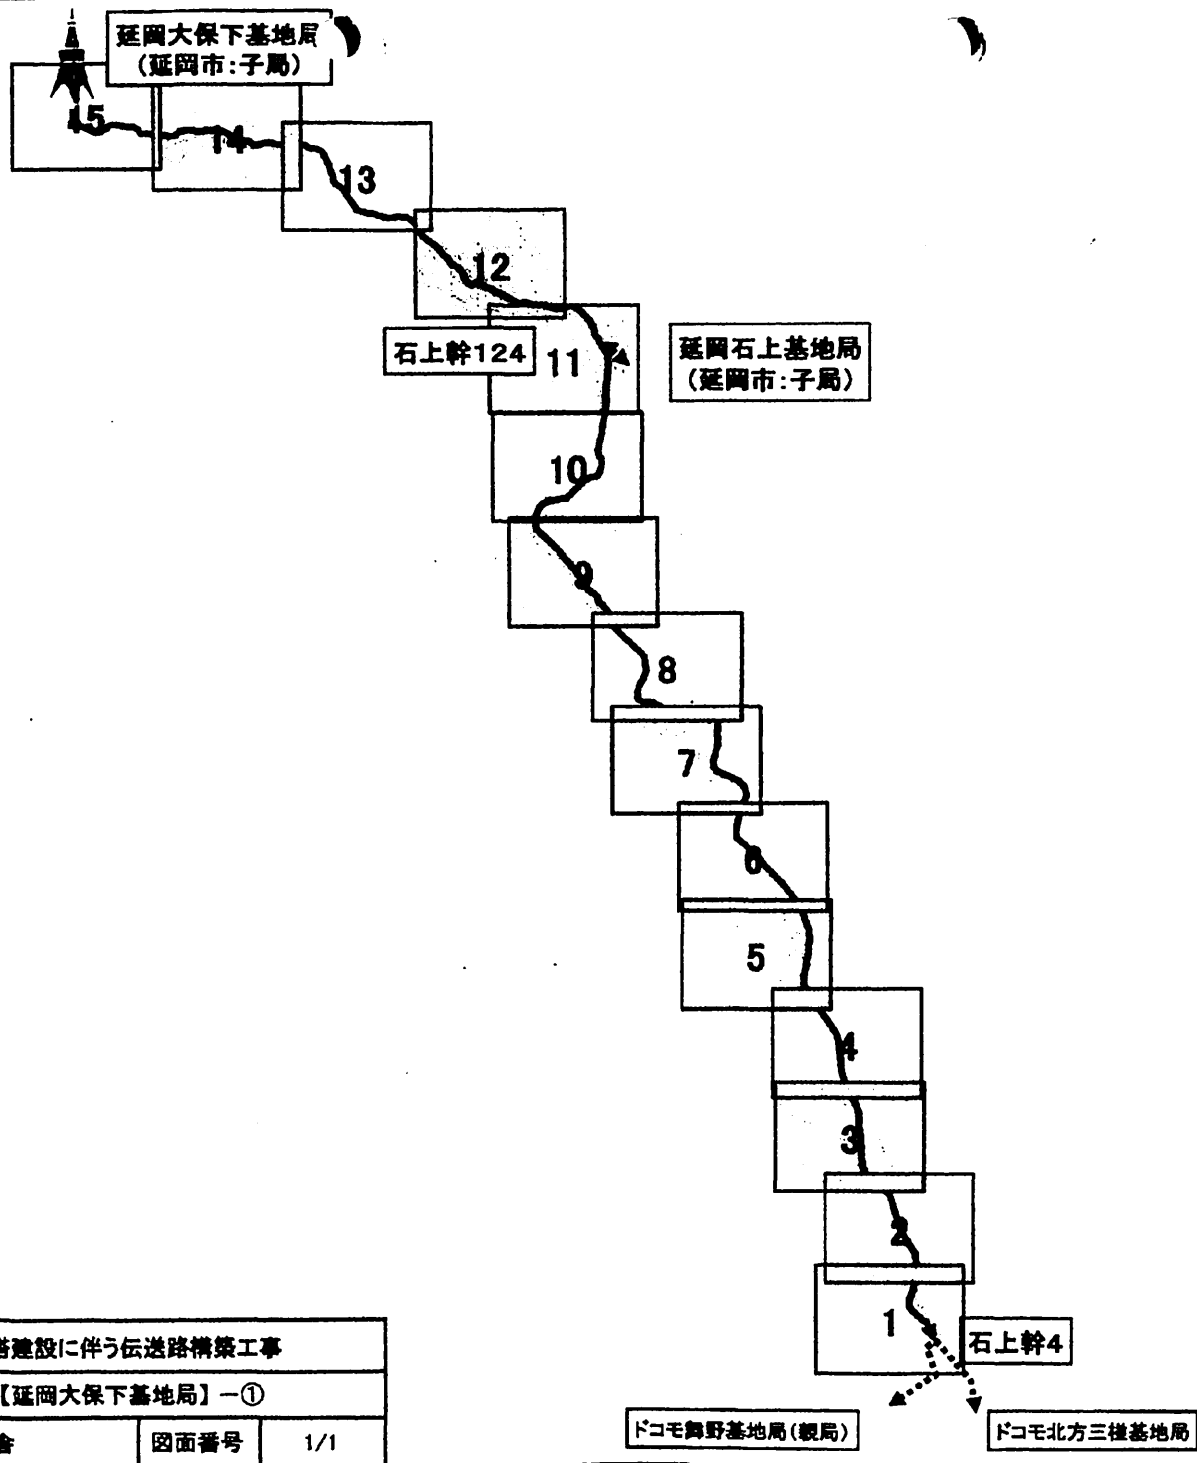 延岡大保下基地局
(延岡市:子局)
15
14
13
12
石上幹124
11
延岡石上基地局
(延岡市:子局)
10
9
8
7
6
5
4
3
2
1
石上幹4
塔建設に伴う伝送路構築工事
【延岡大保下基地局】－①
図面番号
1/1
ドコモ舞野基地局(親局)
ドコモ北方三椪基地局